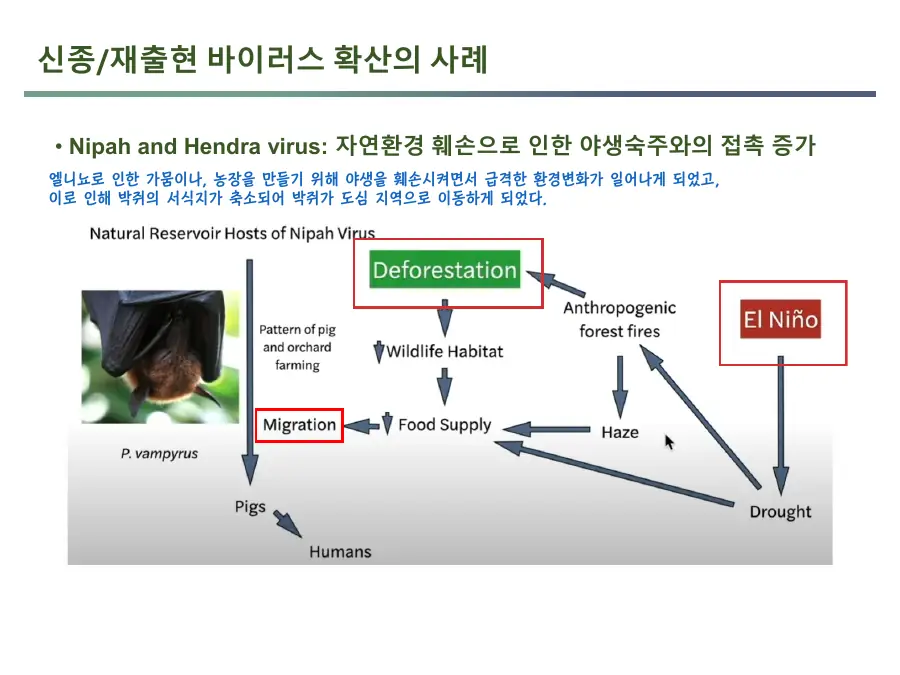 신종/재출현 바이러스 확산의 사례
• Nipah and Hendra virus: 자연환경 훼손으로 인한 야생숙주와의 접촉 증가
엘니뇨로 인한 가뭄이나, 농장을 만들기 위해 야생을 훼손시켜면서 급격한 환경변화가 일어나게 되었고,
이로 인해 박쥐의 서식지가 축소되어 박쥐가 도심 지역으로 이동하게 되었다.
Natural Reservoir Hosts of Nipah Virus
Deforestation
Anthropogenic
forest fires
El Niño
Pattern of pig
and orchard
farming
Wildlife Habitat
Migration
Food Supply
Haze
P. vampyrus
Pigs
Drought
Humans